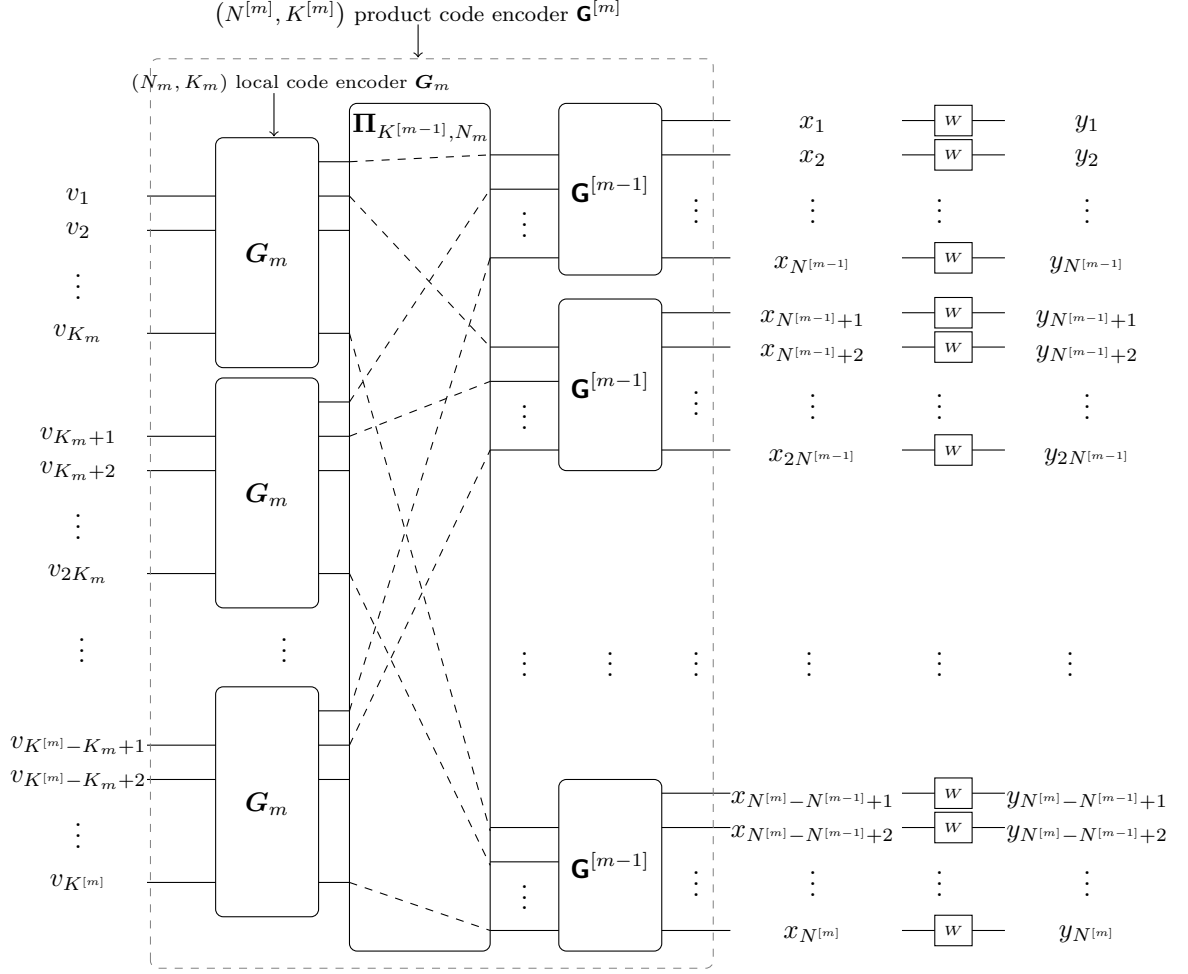 (N^{[m]}, K^{[m]}) product code encoder G^{[m]}
(N_m, K_m) local code encoder G_m
Π_{K^{[m−1]}, N_m}
x_1 W y_1
x_2 W y_2
v_1
G^{[m−1]}
v_2
⋮ ⋮ ⋮ ⋮ ⋮
G_m
x_{N^{[m−1]}} W y_{N^{[m−1]}}
⋮
x_{N^{[m−1]}+1} W y_{N^{[m−1]}+1}
v_{K_m}
x_{N^{[m−1]}+2} W y_{N^{[m−1]}+2}
G^{[m−1]}
⋮ ⋮ ⋮ ⋮ ⋮
v_{K_m+1}
x_{2N^{[m−1]}} W y_{2N^{[m−1]}}
v_{K_m+2}
G_m
⋮
v_{2K_m}
⋮ ⋮ ⋮ ⋮ ⋮ ⋮ ⋮ ⋮
v_{K^{[m]}−K_m+1}
v_{K^{[m]}−K_m+2}
x_{N^{[m]}−N^{[m−1]}+1} W y_{N^{[m]}−N^{[m−1]}+1}
G_m
x_{N^{[m]}−N^{[m−1]}+2} W y_{N^{[m]}−N^{[m−1]}+2}
⋮
G^{[m−1]}
v_{K^{[m]}}
⋮ ⋮ ⋮ ⋮ ⋮
x_{N^{[m]}} W y_{N^{[m]}}